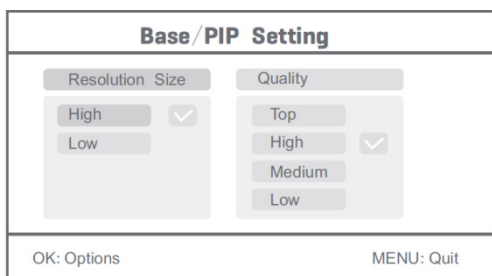 Base/PIP Setting
Resolution Size
High
Low
Quality
Top
High
Medium
Low
OK: Options
MENU: Quit